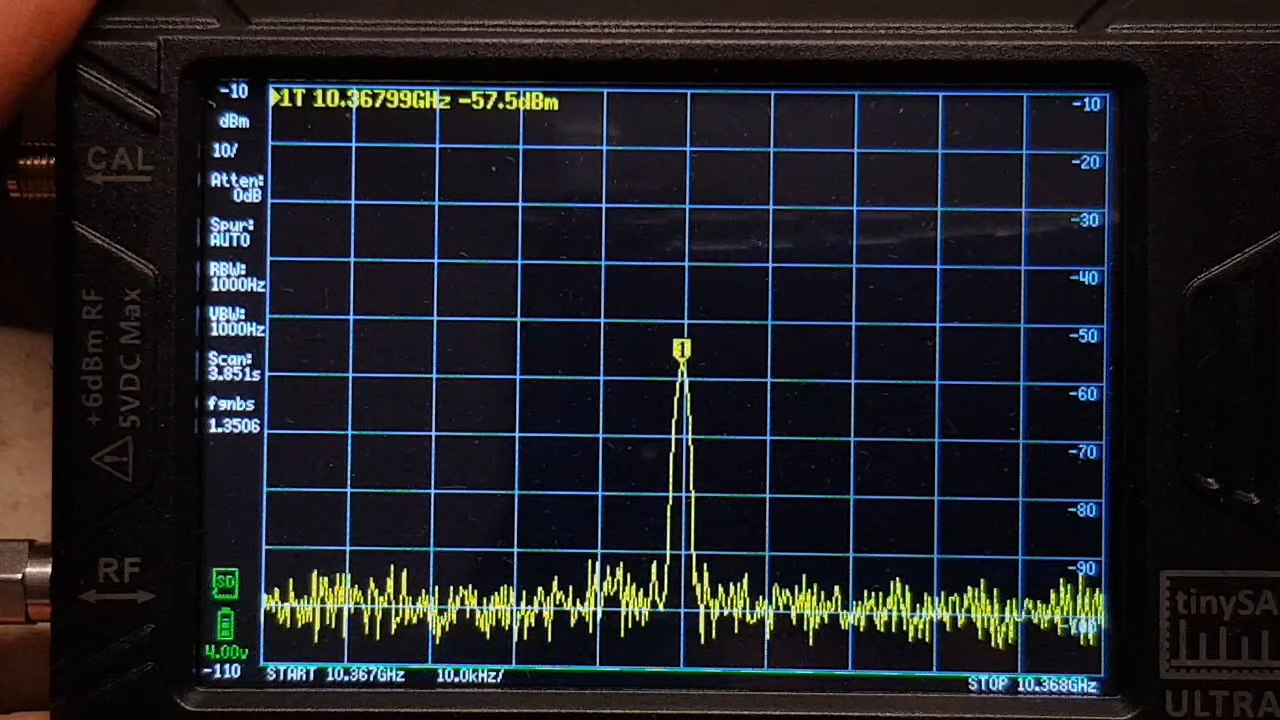 ▶1T 10.36799GHz -57.5dBm
-10
dBm
10/
Atten:
0dB
Spur:
AUTO
RBW:
1000Hz
VBW:
1000Hz
Scan:
3.851s
fgnbs
1.3506
SD
4.00v
-110
1
-10
-20
-30
-40
-50
-60
-70
-80
-90
START 10.367GHz
10.0kHz/
STOP 10.368GHz
CAL
+6dBm RF
5VDC Max
RF
tinySA
ULTRA